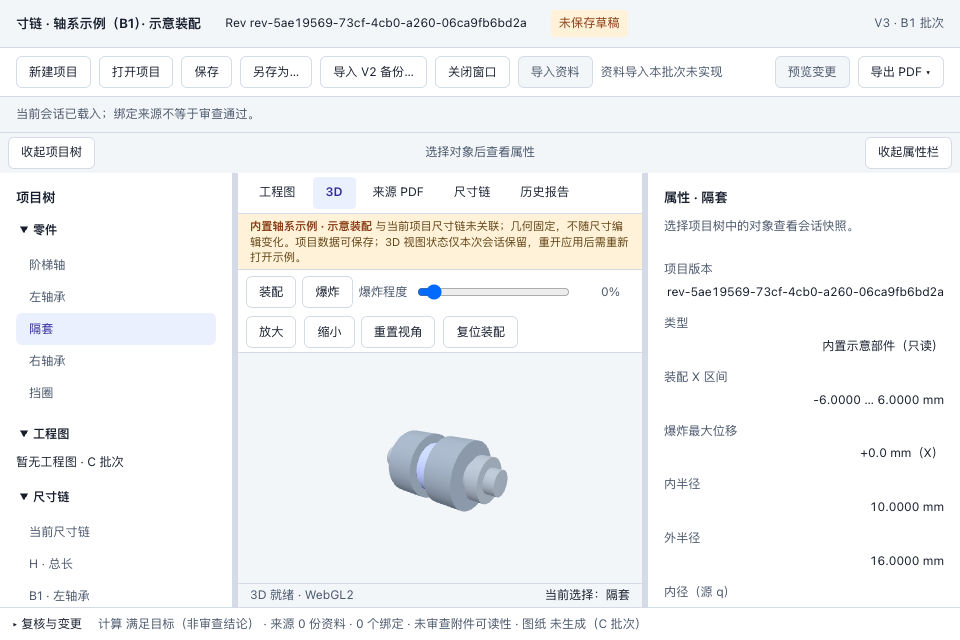 寸链 · 轴系示例（B1）· 示意装配 Rev rev-5ae19569-73cf-4cb0-a260-06ca9fb6bd2a 未保存草稿 V3 · B1 批次
新建项目 打开项目 保存 另存为… 导入 V2 备份… 关闭窗口 导入资料 资料导入本批次未实现 预览变更 导出 PDF ▾
当前会话已载入；绑定来源不等于审查通过。
收起项目树 选择对象后查看属性 收起属性栏
项目树
▼ 零件
阶梯轴
左轴承
隔套
右轴承
挡圈
▼ 工程图
暂无工程图 · C 批次
▼ 尺寸链
当前尺寸链
H · 总长
B1 · 左轴承
工程图 3D 来源 PDF 尺寸链 历史报告
内置轴系示例 · 示意装配 与当前项目尺寸链未关联；几何固定，不随尺寸编
辑变化。项目数据可保存；3D 视图状态仅本次会话保留，重开应用后需重新
打开示例。
装配 爆炸 爆炸程度 0%
放大 缩小 重置视角 复位装配
3D 就绪 · WebGL2 当前选择：隔套
属性 · 隔套
选择项目树中的对象查看会话快照。
项目版本
rev-5ae19569-73cf-4cb0-a260-06ca9fb6bd2a
类型
内置示意部件（只读）
装配 X 区间
-6.0000 … 6.0000 mm
爆炸最大位移
+0.0 mm（X）
内半径
10.0000 mm
外半径
16.0000 mm
内径（源 q）
▸ 复核与变更 计算 满足目标（非审查结论） · 来源 0 份资料 · 0 个绑定 · 未审查附件可读性 · 图纸 未生成（C 批次）